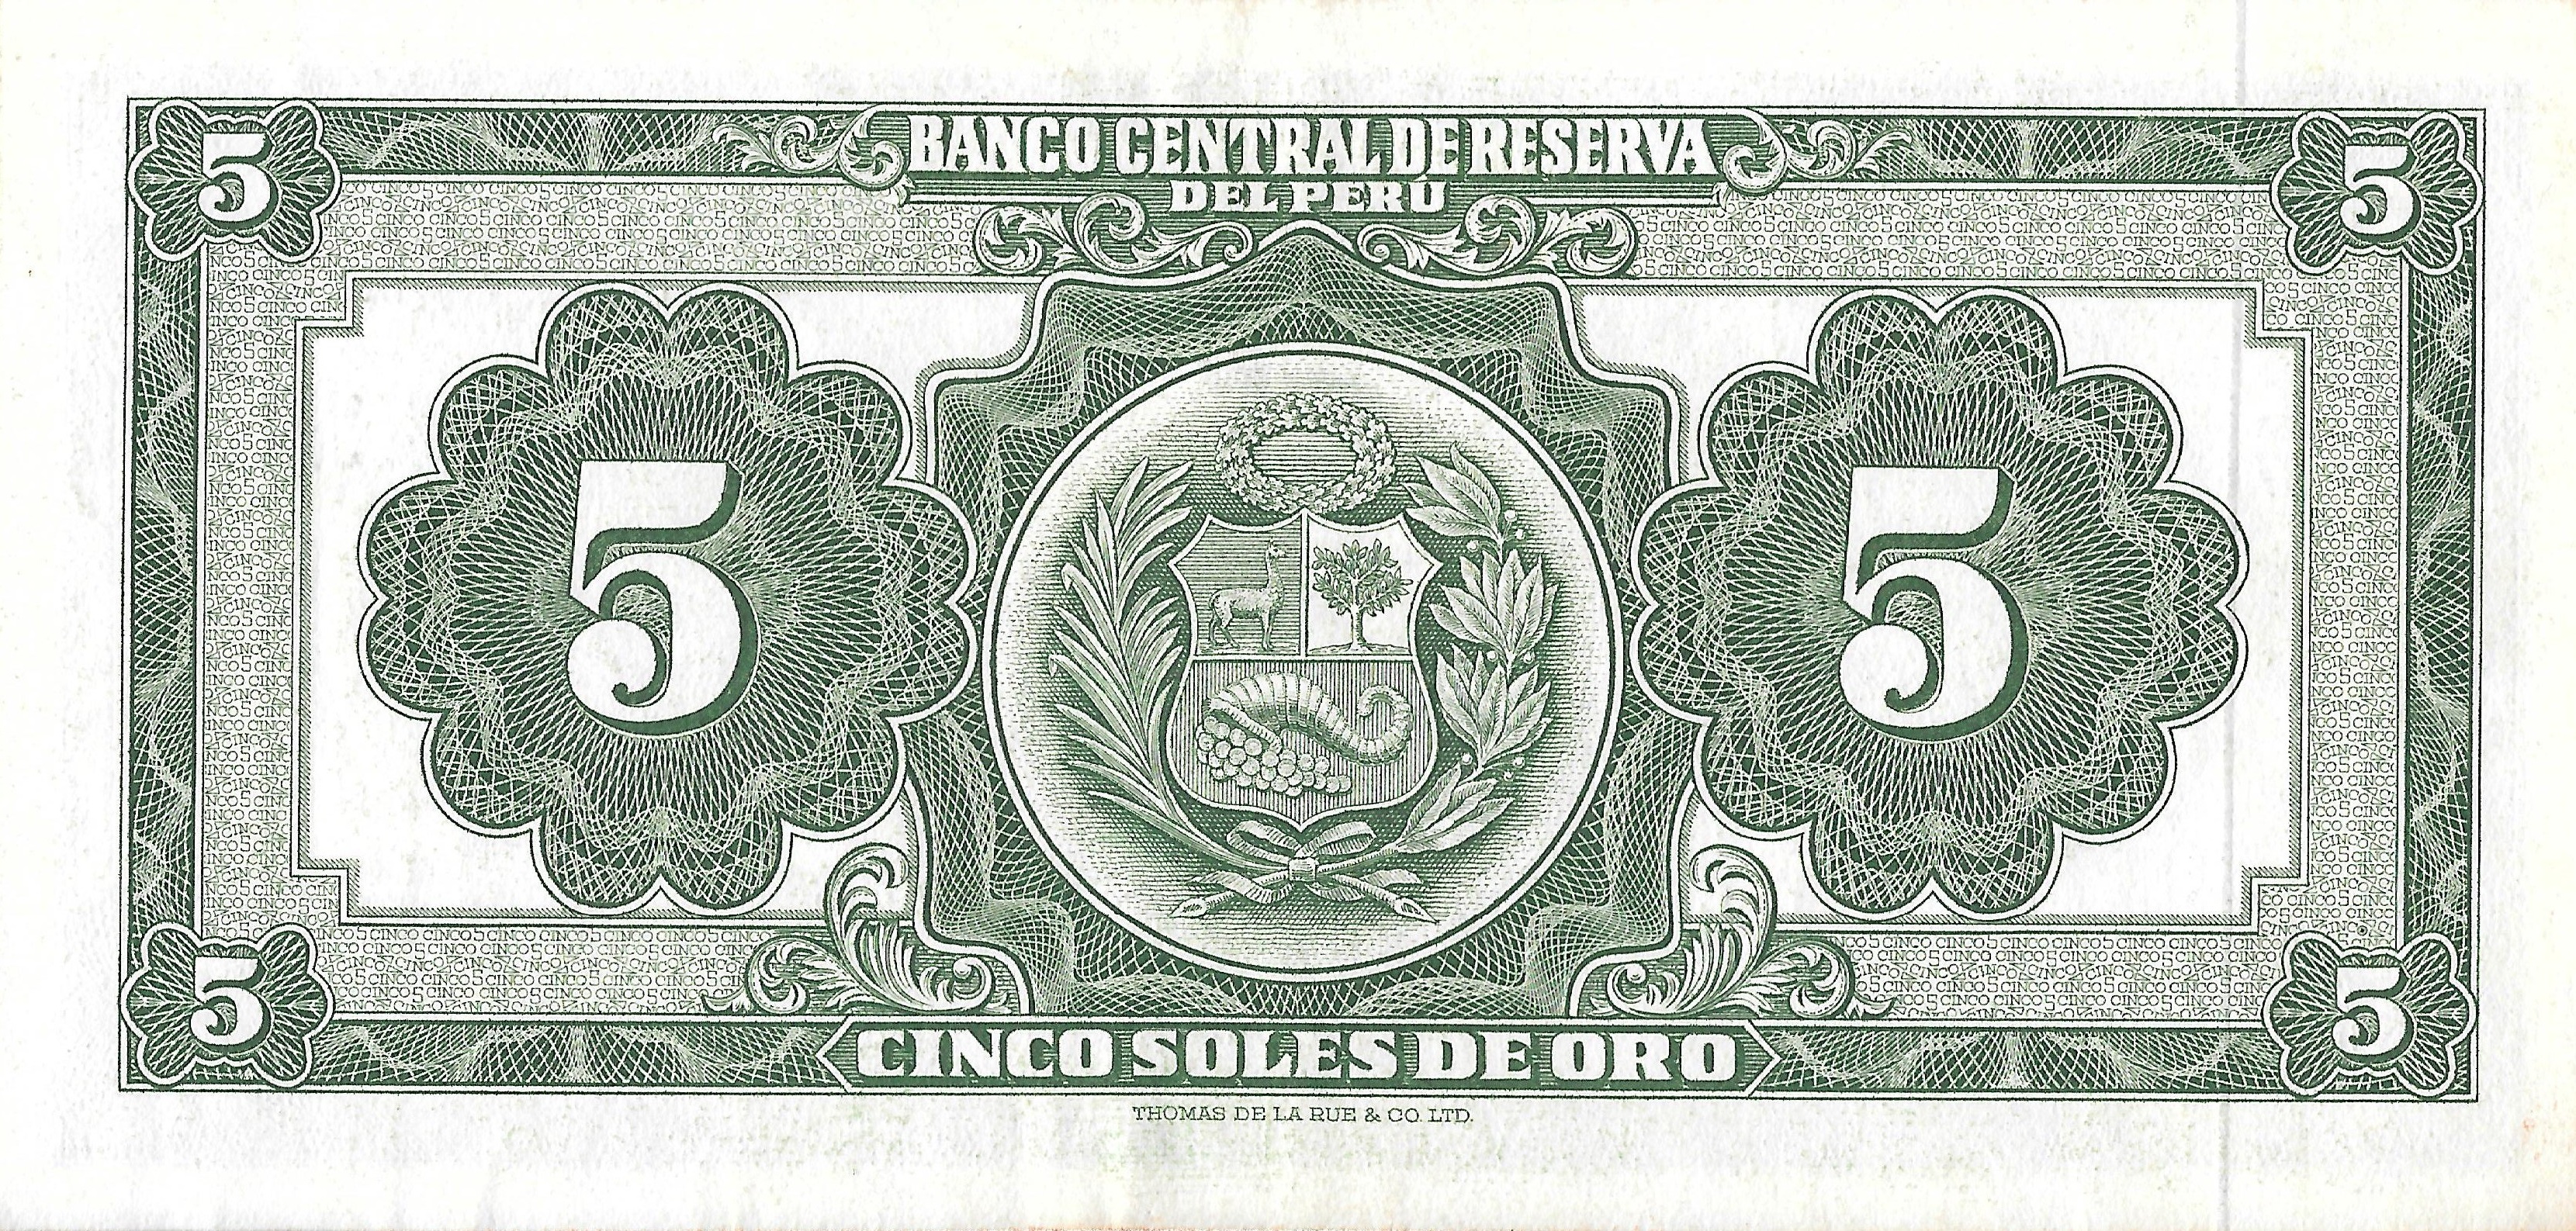 5 BANCO CENTRAL DE RESERVA 5
DEL PERÚ
5 5
5 CINCO SOLES DE ORO 5
THOMAS DE LA RUE & CO. LTD.